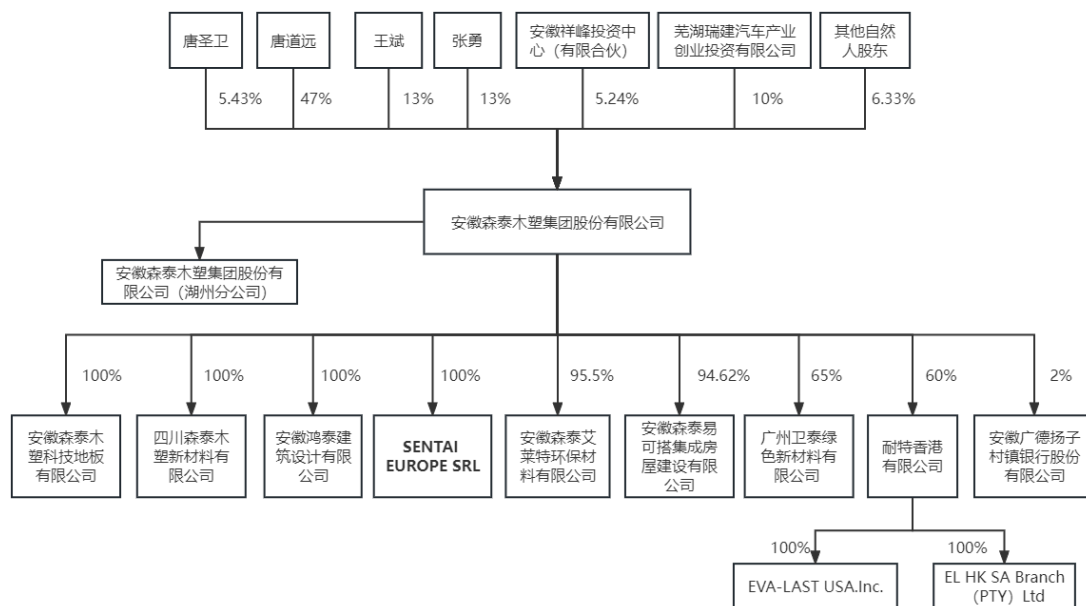 唐圣卫
唐道远
王斌
张勇
安徽祥峰投资中
心（有限合伙）
芜湖瑞建汽车产业
创业投资有限公司
其他自然
人股东
5.43%
47%
13%
13%
5.24%
10%
6.33%
安徽森泰木塑集团股份有限公司
安徽森泰木塑集团股份有
限公司（湖州分公司）
100%
100%
100%
100%
95.5%
94.62%
65%
60%
2%
安徽森泰木
塑科技地板
有限公司
四川森泰木
塑新材料有
限公司
安徽鸿泰建
筑设计有限
公司
SENTAI
EUROPE SRL
安徽森泰艾
莱特环保材
料有限公司
安徽森泰易
可搭集成房
屋建设有限
公司
广州卫泰绿
色新材料有
限公司
耐特香港
有限公司
安徽广德扬子
村镇银行股份
有限公司
100%
100%
EVA-LAST USA.Inc.
EL HK SA Branch
（PTY）Ltd